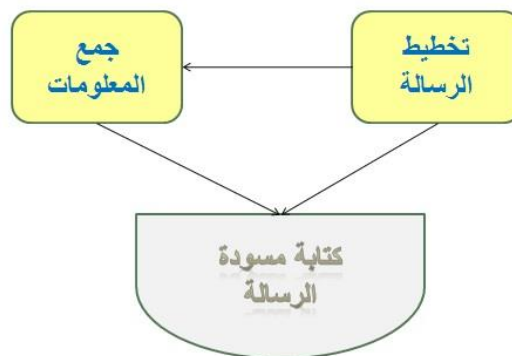 تخطيط
الرسالة
جمع
المعلومات
كتابة مسودة
الرسالة